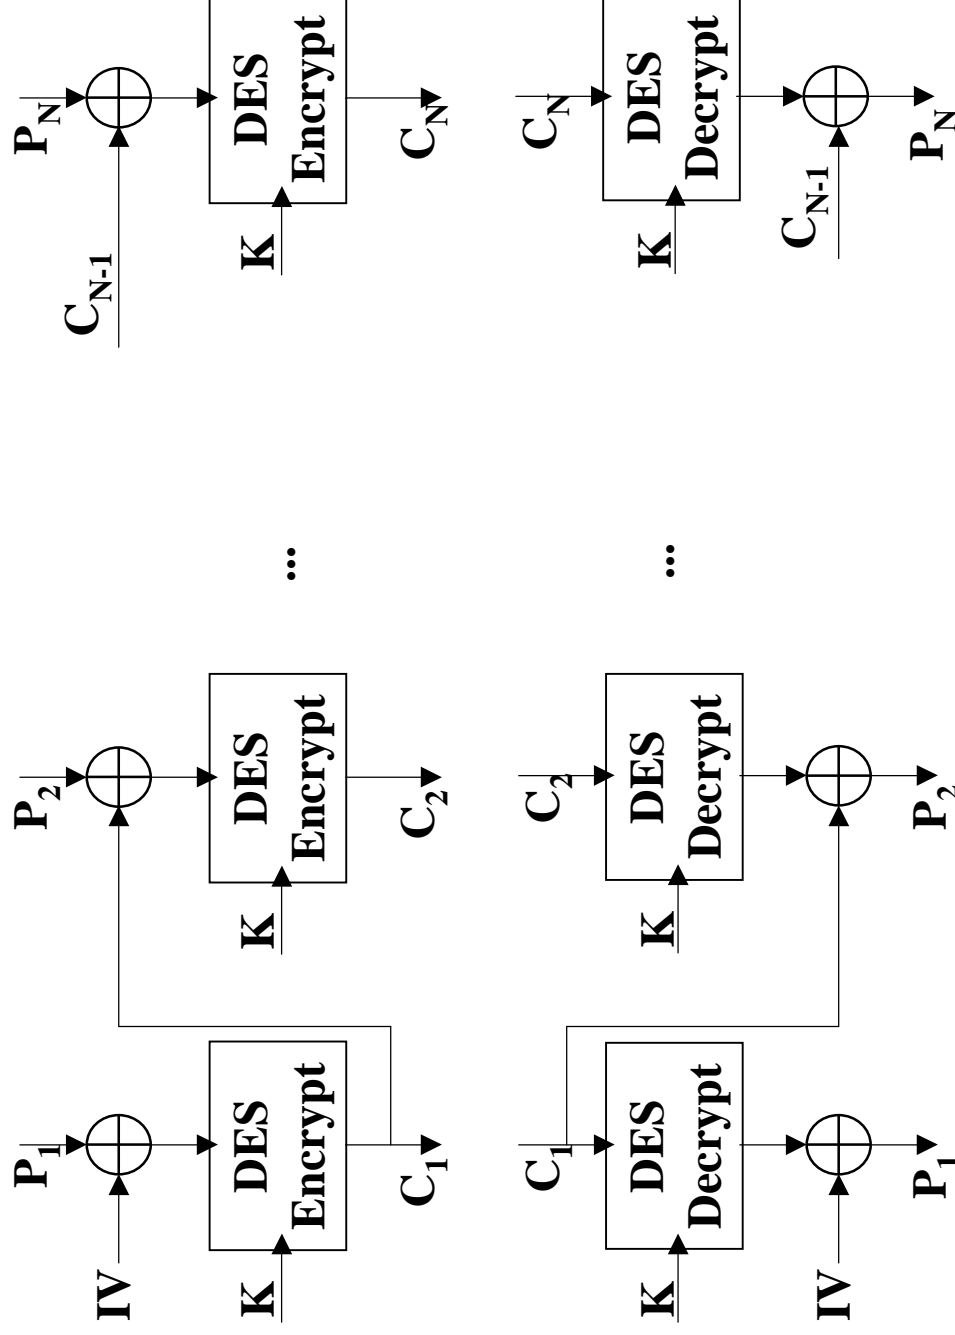 IV
P1
P2
CN-1
PN
K
DES
Encrypt
K
DES
Encrypt
...
K
DES
Encrypt
C1
C2
CN
C1
C2
CN
K
DES
Decrypt
K
DES
Decrypt
...
K
DES
Decrypt
IV
CN-1
P1
P2
PN